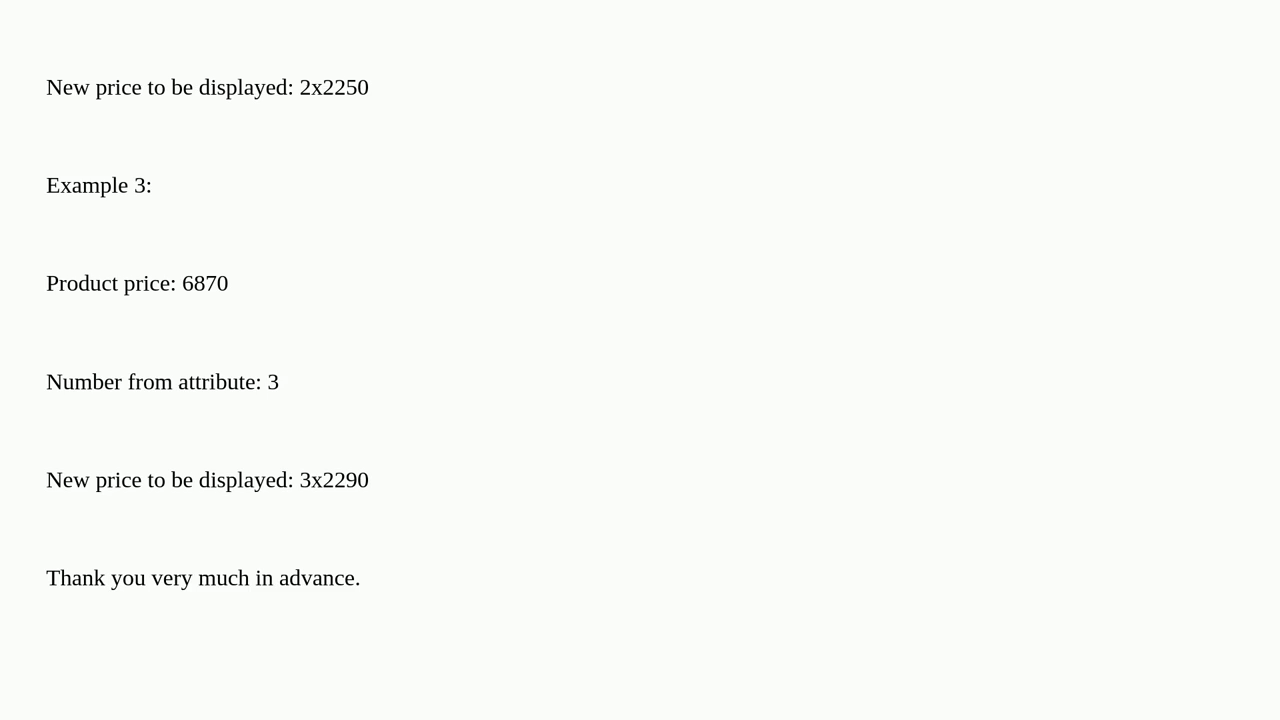 New price to be displayed: 2x2250
Example 3:
Product price: 6870
Number from attribute: 3
New price to be displayed: 3x2290
Thank you very much in advance.